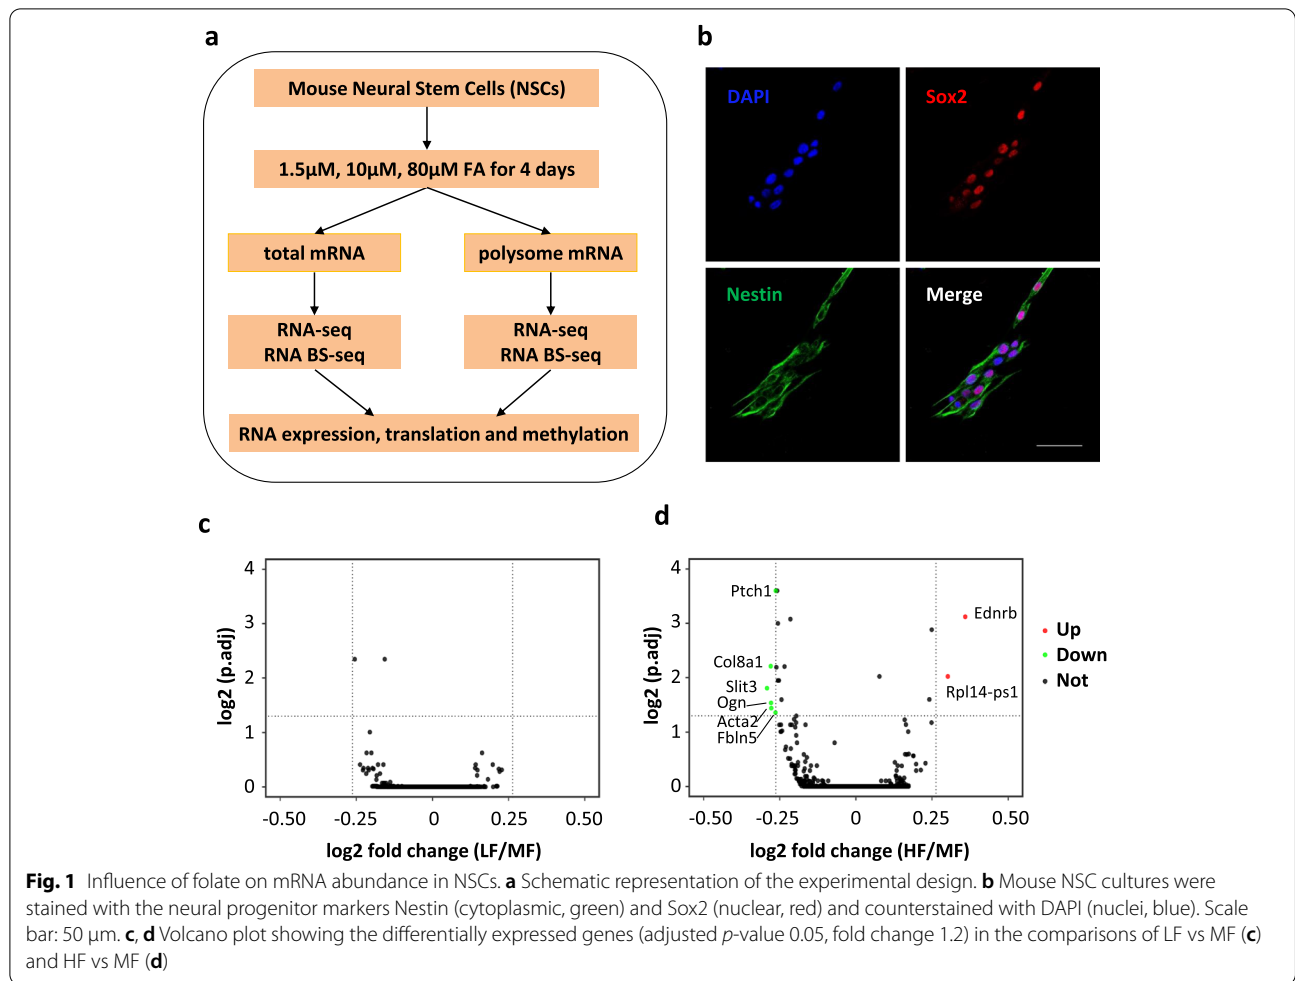 a
Mouse Neural Stem Cells (NSCs)
1.5µM, 10µM, 80µM FA for 4 days
total mRNA
polysome mRNA
RNA-seq
RNA BS-seq
RNA-seq
RNA BS-seq
RNA expression, translation and methylation
b
DAPI
Sox2
Nestin
Merge
c
log2 (p.adj)
4
3
2
1
0
-0.50
-0.25
0
0.25
0.50
log2 fold change (LF/MF)
d
log2 (p.adj)
4
3
2
1
0
Ptch1
Col8a1
Slit3
Ogn
Acta2
Fbln5
Ednrb
Rpl14-ps1
-0.50
-0.25
0
0.25
0.50
log2 fold change (HF/MF)
Up
Down
Not
Fig. 1 Influence of folate on mRNA abundance in NSCs. a Schematic representation of the experimental design. b Mouse NSC cultures were
stained with the neural progenitor markers Nestin (cytoplasmic, green) and Sox2 (nuclear, red) and counterstained with DAPI (nuclei, blue). Scale
bar: 50 µm. c, d Volcano plot showing the differentially expressed genes (adjusted p-value 0.05, fold change 1.2) in the comparisons of LF vs MF (c)
and HF vs MF (d)